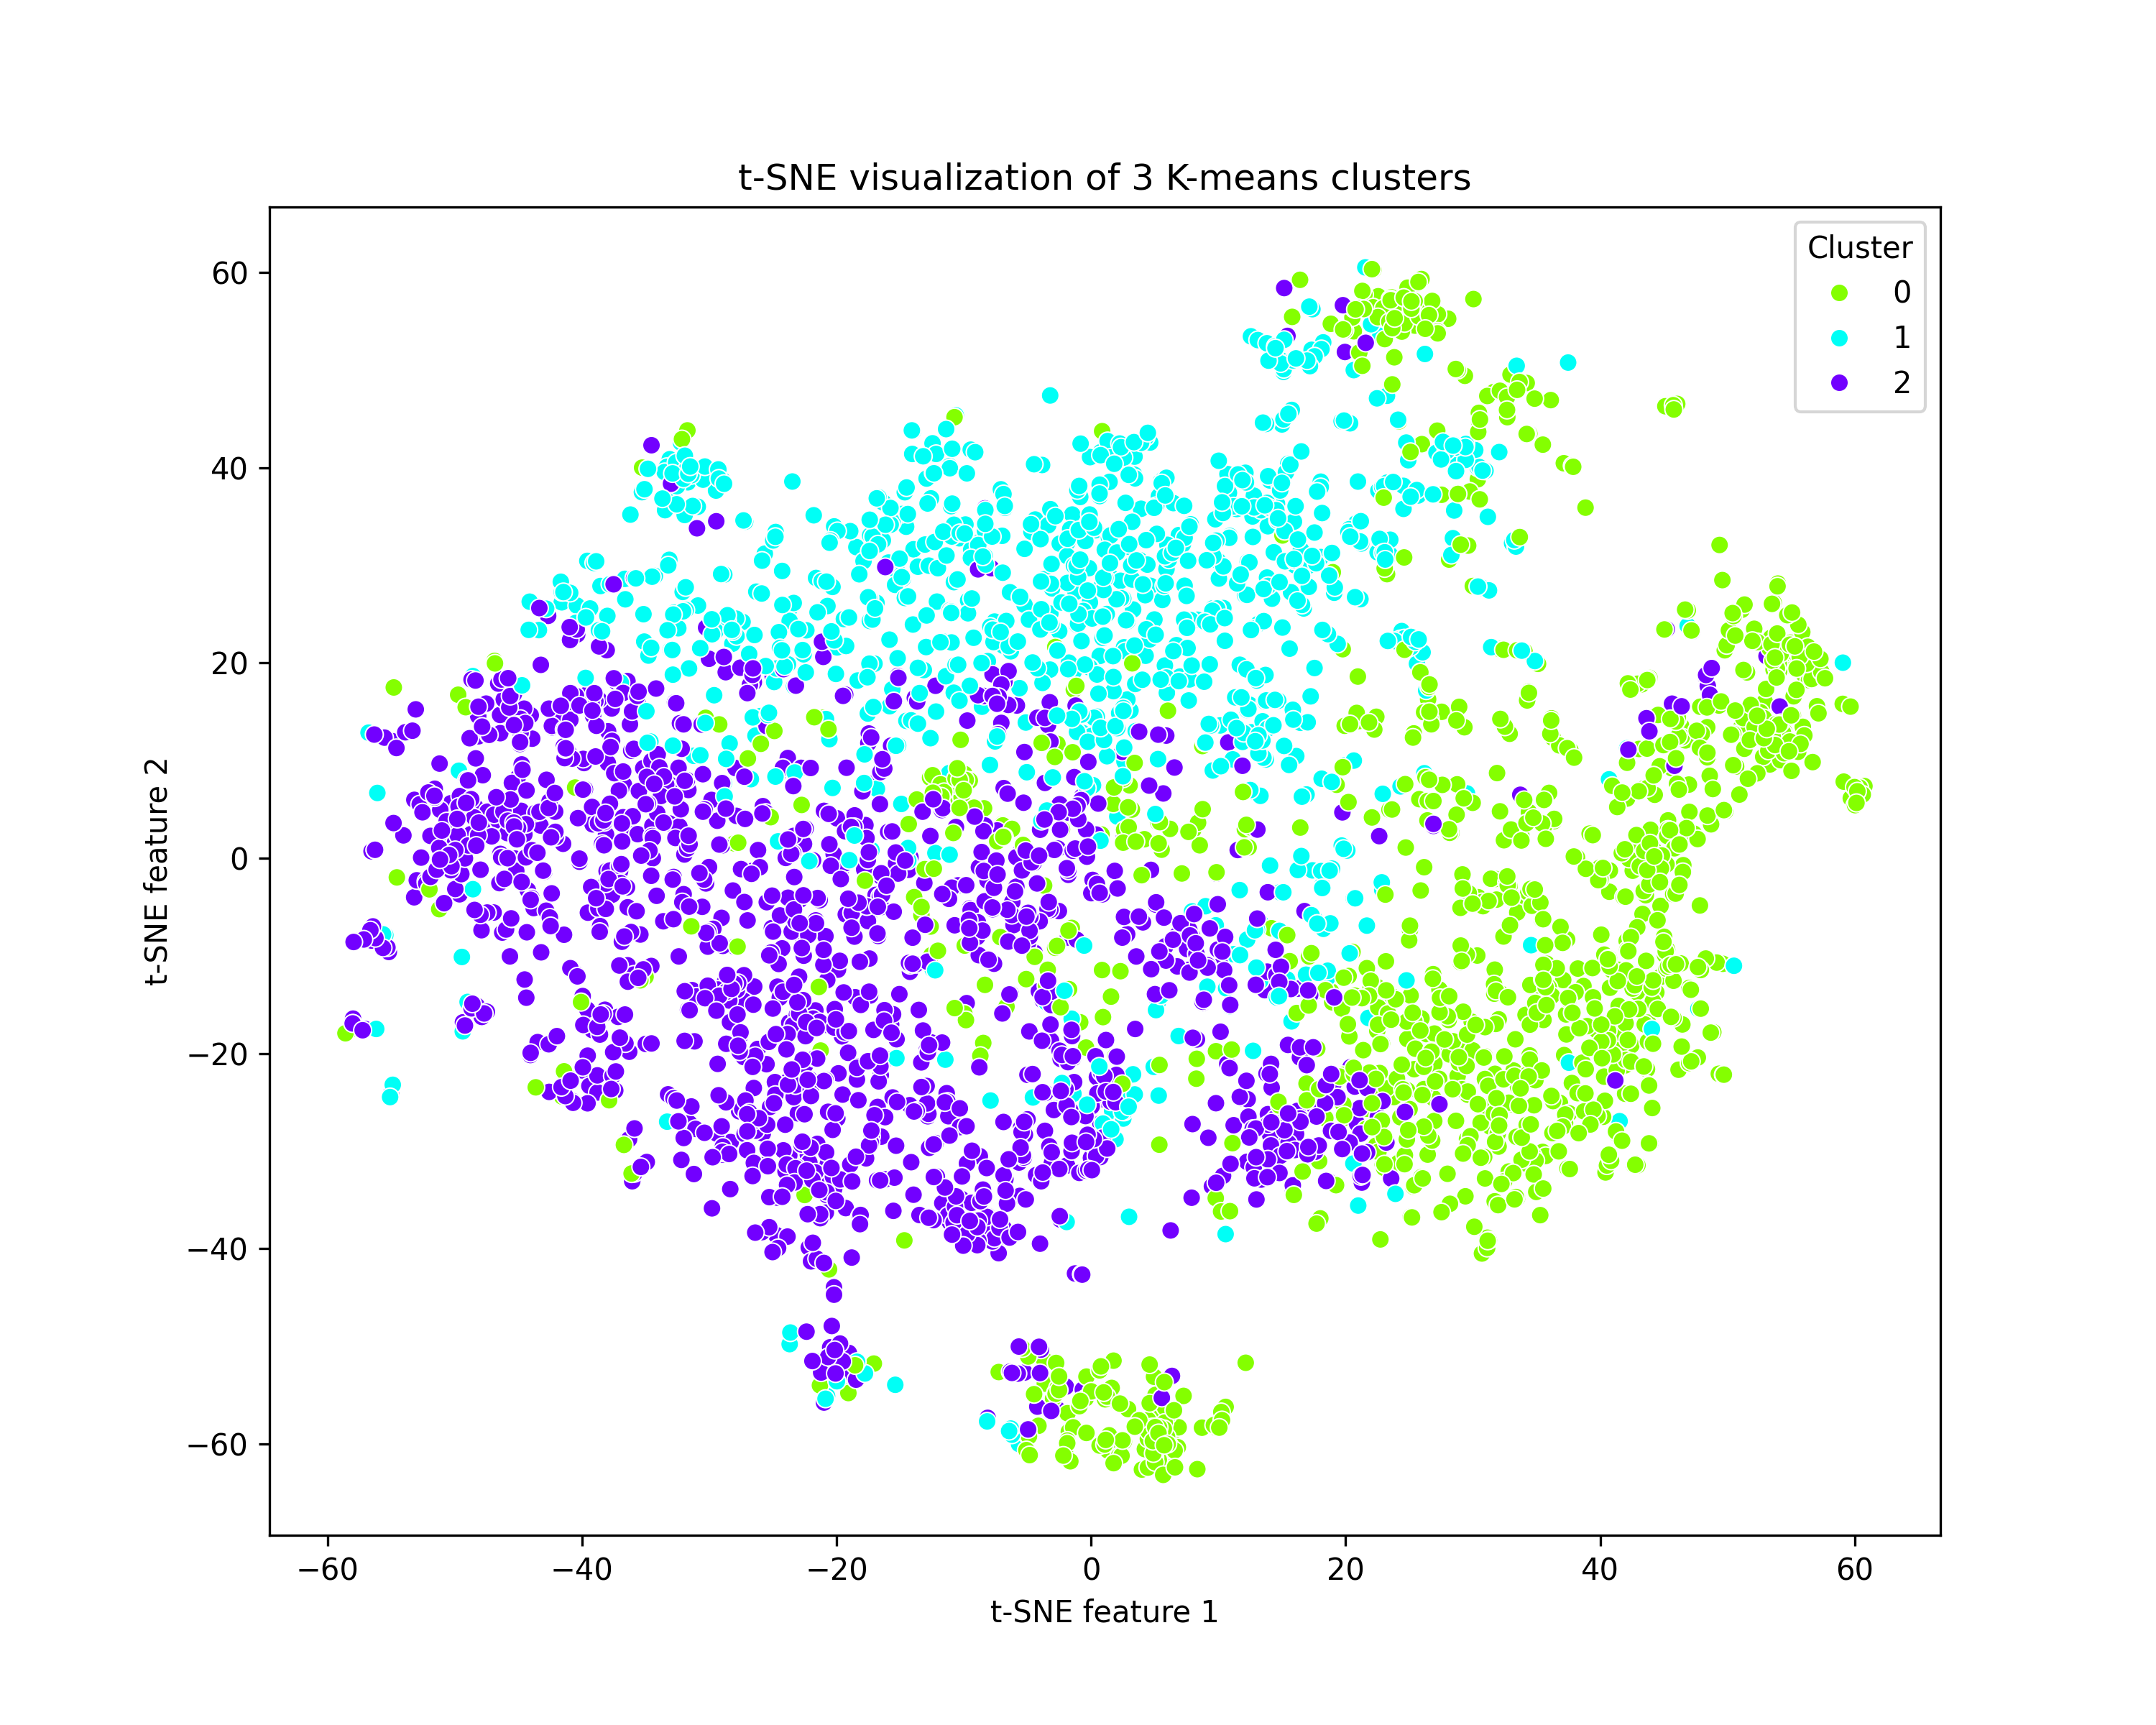 t-SNE visualization of 3 K-means clusters
Cluster
0
1
2
60
40
20
0
−20
−40
−60
t-SNE feature 2
−60 −40 −20 0 20 40 60
t-SNE feature 1